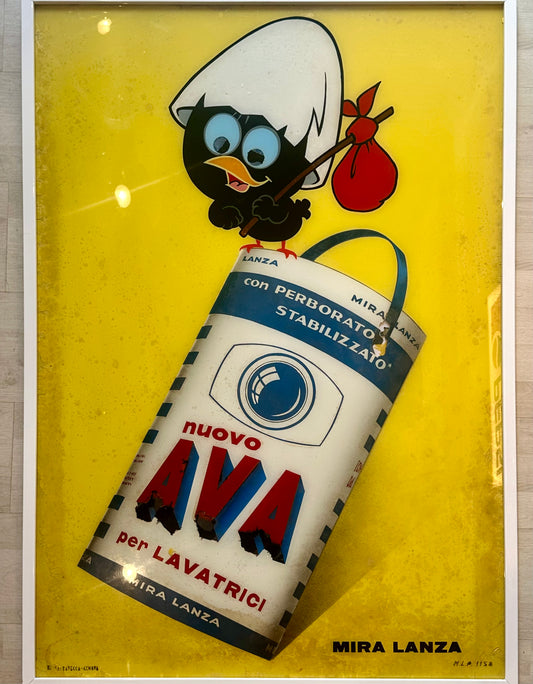 LANZA
MIRA LANZA
con PERBORATO
STABILIZZATO
nuovo
AVA
per LAVATRICI
MIRA LANZA
MIRA LANZA